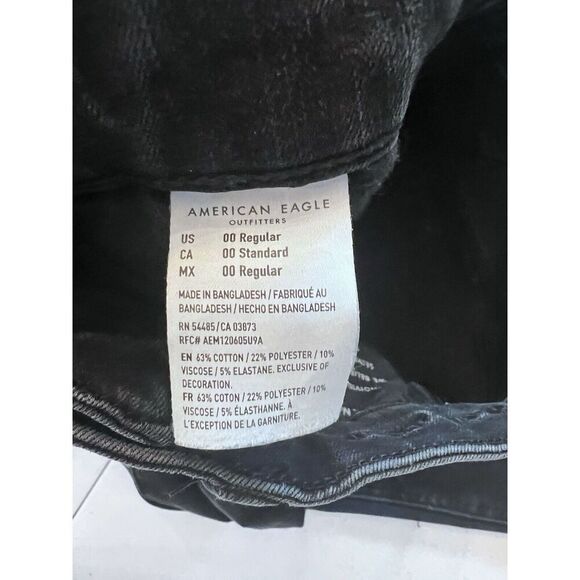 AMERICAN EAGLE
OUTFITTERS
US 00 Regular
CA 00 Standard
MX 00 Regular
MADE IN BANGLADESH / FABRIQUÉ AU
BANGLADESH / HECHO EN BANGLADESH
RN 54485 / CA 03873
RFC# AEM120605U9A
EN 63% COTTON / 22% POLYESTER / 10%
VISCOSE / 5% ELASTANE. EXCLUSIVE OF
DECORATION.
FR 63% COTON / 22% POLYESTER / 10%
VISCOSE / 5% ÉLASTHANNE. À
L'EXCEPTION DE LA GARNITURE.